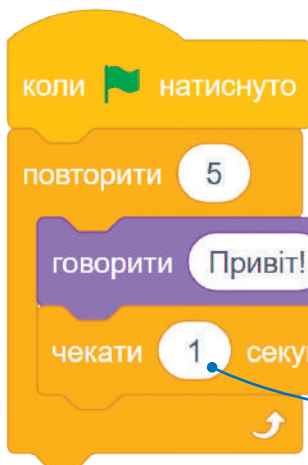 коли натиснуто
повторити 5
говорити Привіт!
чекати 1